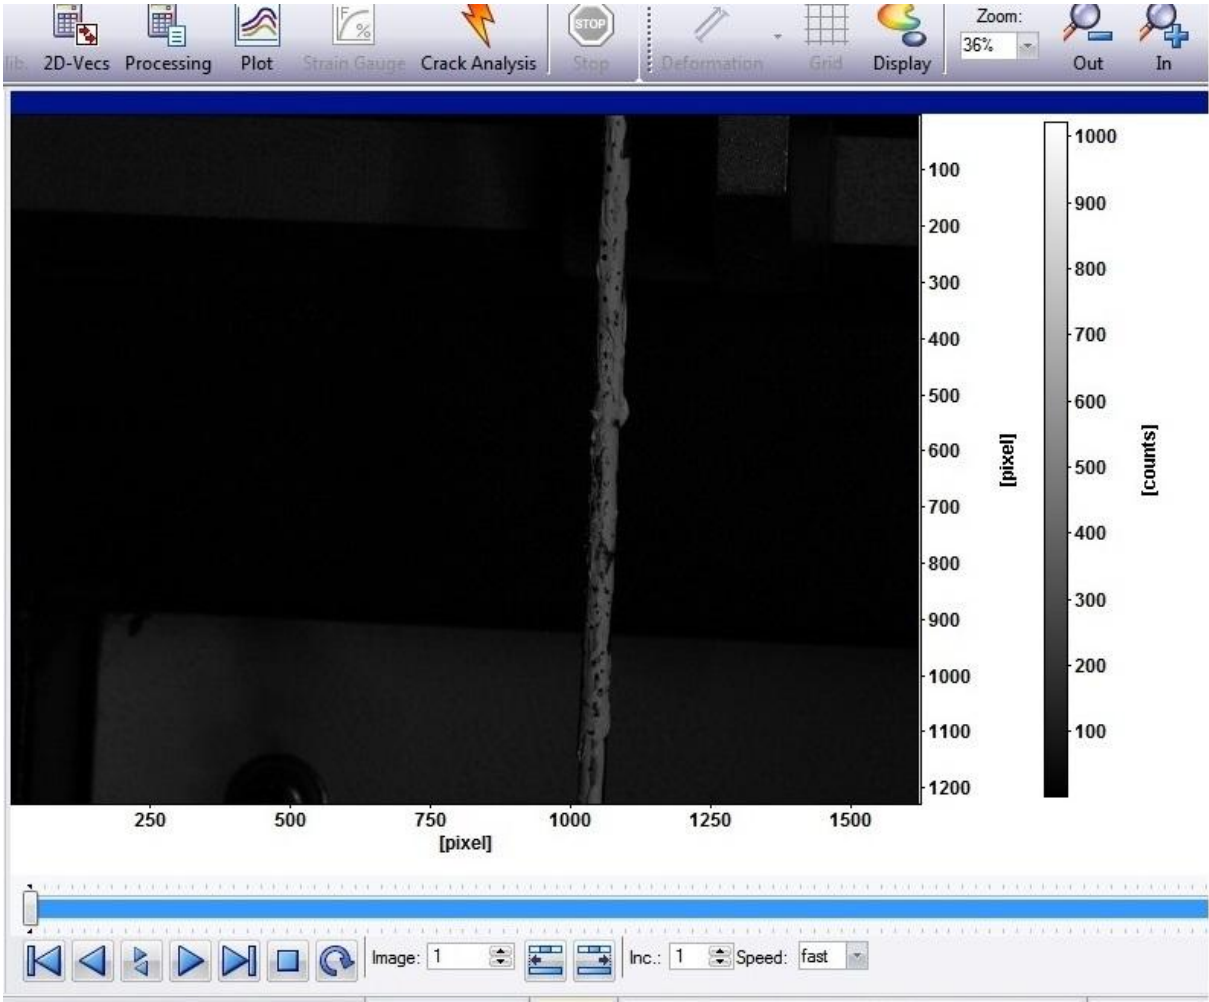 Zoom:
36%
lib. 2D-Vecs Processing Plot Strain Gauge Crack Analysis Stop Deformation Grid Display Out In
F
%
STOP
1000
900
800
700
600
500
400
300
200
100
[counts]
100
200
300
400
500
600
700
800
900
1000
1100
1200
[pixel]
250 500 750 1000 1250 1500
[pixel]
Image: 1 Inc.: 1 Speed: fast